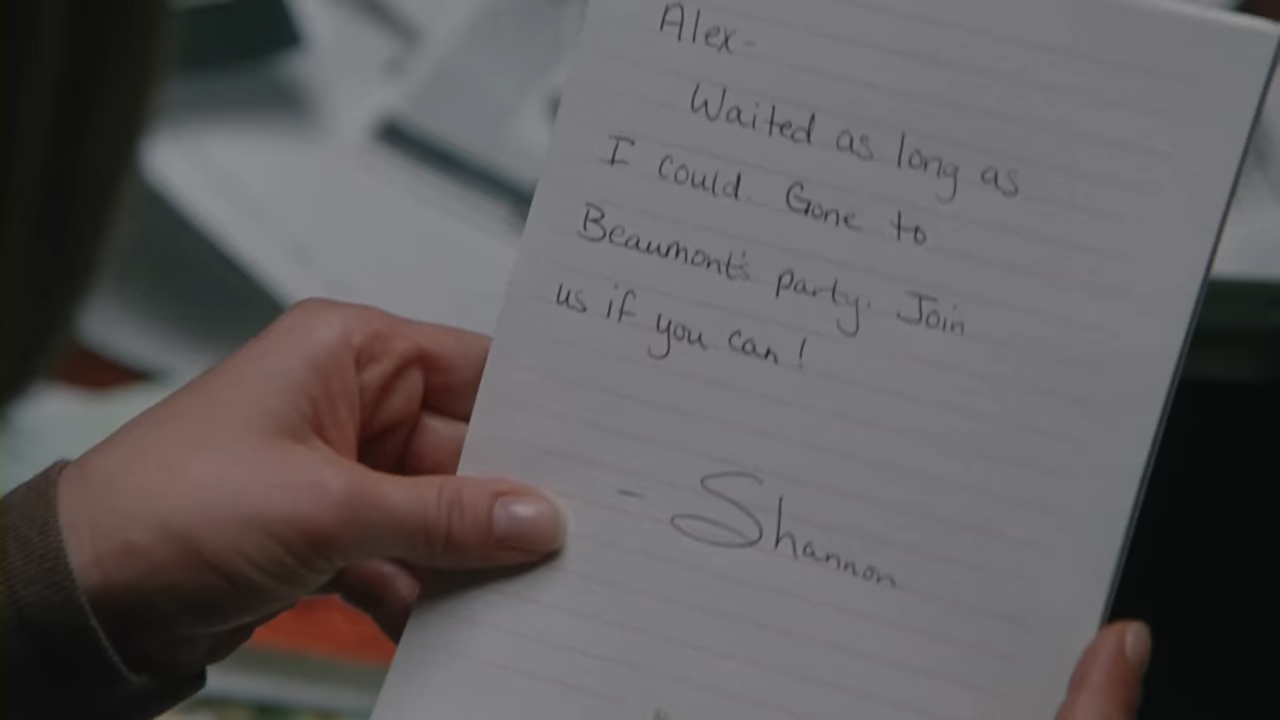 Alex-
Waited as long as
I could. Gone to
Beaumont's party. Join
us if you can!
- Shannon